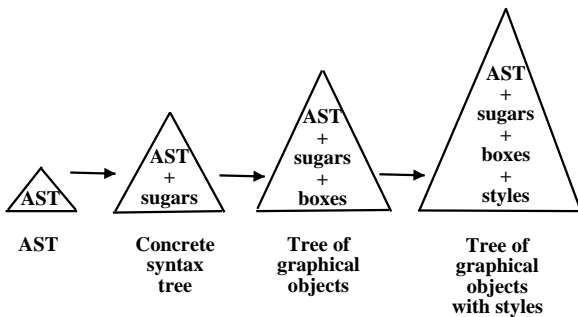 AST
AST
+
sugars
AST
+
sugars
+
boxes
AST
+
sugars
+
boxes
+
styles
AST
Concrete
syntax
tree
Tree of
graphical
objects
Tree of
graphical
objects
with styles